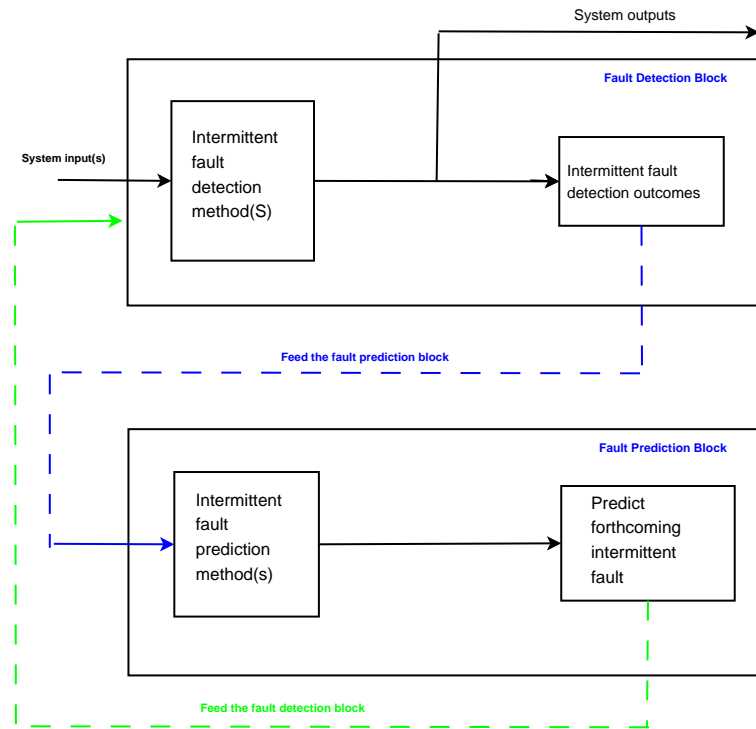 System outputs
Fault Detection Block
System input(s)
Intermittent
fault
detection
method(S)
Intermittent fault
detection outcomes
Feed the fault prediction block
Fault Prediction Block
Intermittent
fault
prediction
method(s)
Predict
forthcoming
intermittent
fault
Feed the fault detection block